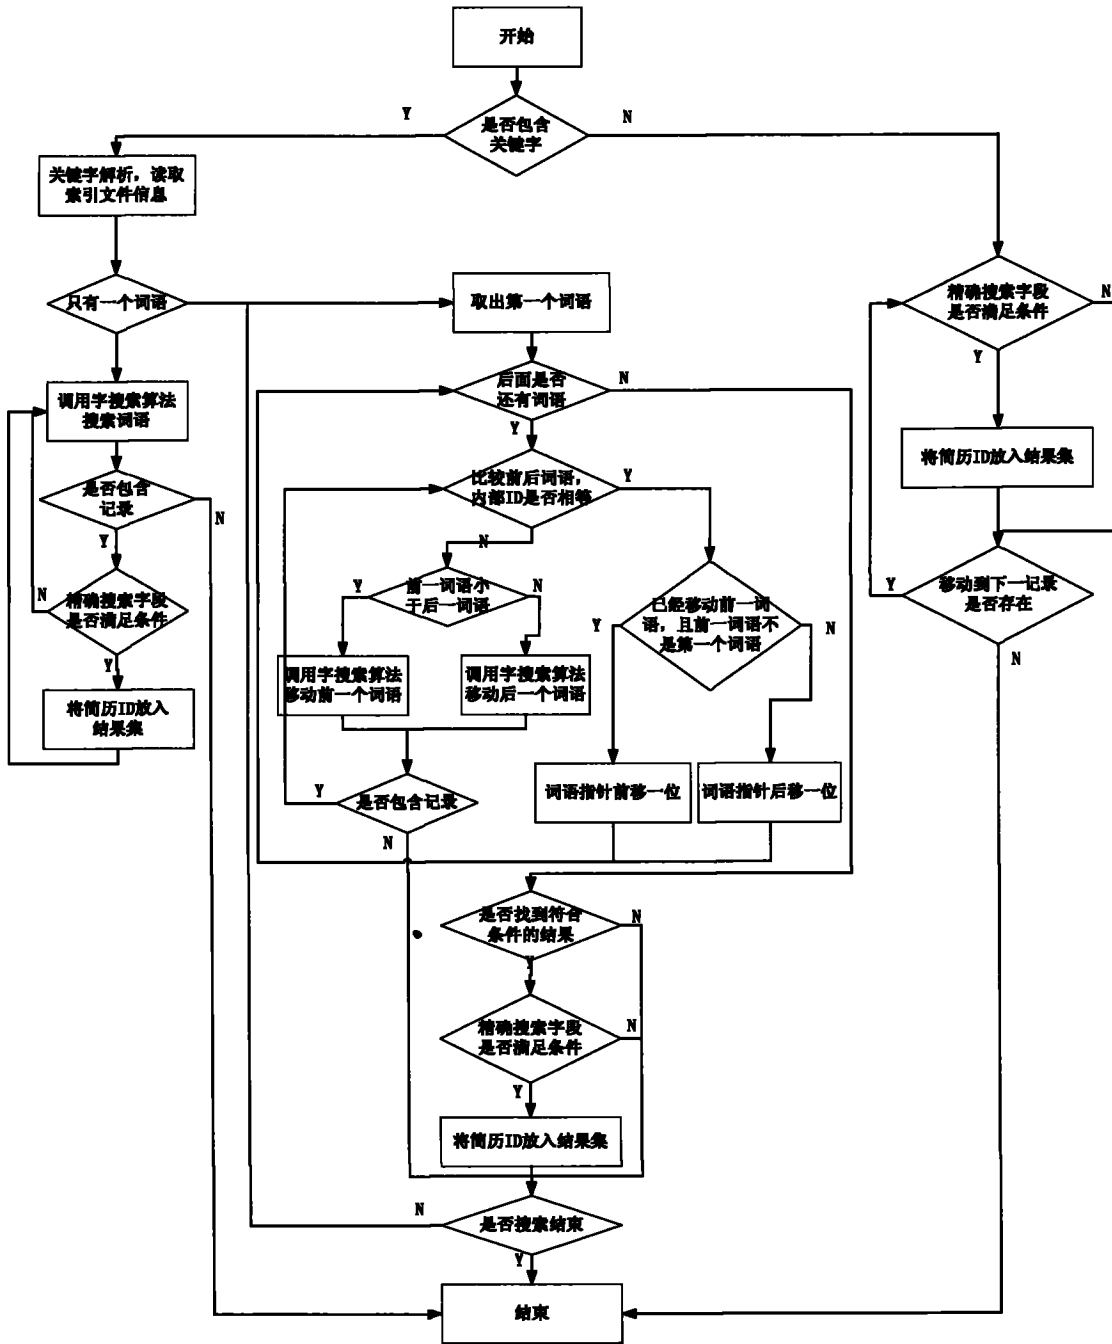 开始
Y
是否包含
关键字
N
关键字解析，读取
索引文件信息
只有一个词语
取出第一个词语
精确搜索字段
是否满足条件
N
Y
后面是否
还有词语
N
Y
调用字搜索算法
搜索词语
比较前后词语，
内部ID是否相等
Y
N
将简历ID放入结果集
是否包含
记录
N
Y
前一词语小
于后一词语
Y
N
已经移动前一词
语，且前一词语不
是第一个词语
Y
N
移动到下一记录
是否存在
Y
N
精确搜索字段
是否满足条件
N
Y
调用字搜索算法
移动前一个词语
调用字搜索算法
移动后一个词语
将简历ID放入
结果集
是否包含记录
Y
N
词语指针前移一位
词语指针后移一位
是否找到符合
条件的结果
N
Y
精确搜索字段
是否满足条件
N
Y
将简历ID放入结果集
是否搜索结束
N
Y
结束